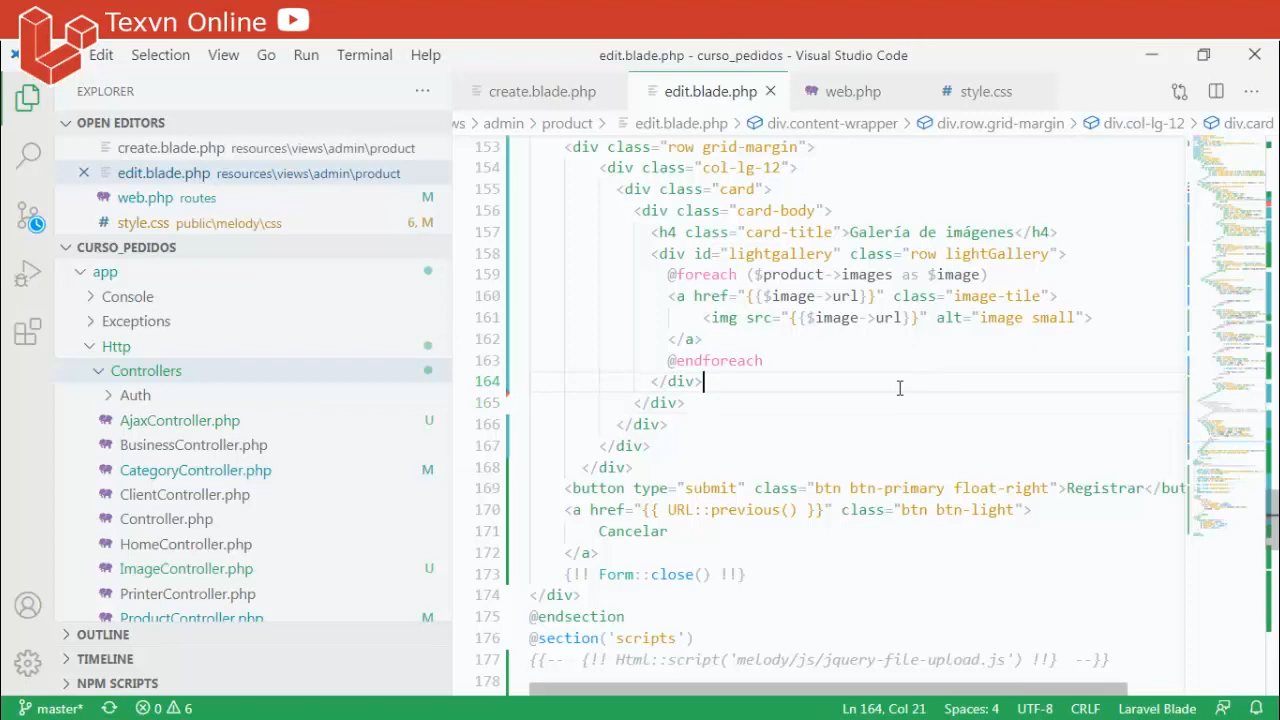 Texvn Online
Edit Selection View Go Run Terminal Help
edit.blade.php - curso_pedidos - Visual Studio Code
EXPLORER
OPEN EDITORS
create.blade.php resources\views\admin\product
edit.blade.php resources\views\admin\product
web.php routes M
style.css public\melody\css 6, M
CURSO_PEDIDOS
app
Console
Exceptions
Http
Controllers
Auth
AjaxController.php U
BusinessController.php
CategoryController.php M
ClientController.php
Controller.php
HomeController.php
ImageController.php U
PrinterController.php
ProductController.php M
OUTLINE
TIMELINE
NPM SCRIPTS
create.blade.php edit.blade.php web.php style.css
ws > admin > product > edit.blade.php > div.content-wrapper > div.row.grid-margin > div.col-lg-12 > div.card
153 <div class="row grid-margin">
154 <div class="col-lg-12">
155 <div class="card">
156 <div class="card-body">
157 <h4 class="card-title">Galería de imágenes</h4>
158 <div id="lightgallery" class="row lightGallery">
159 @foreach ($product->images as $image)
160 <a href="{{$image->url}}" class="image-tile">
161 <img src="{{$image->url}}" alt="image small">
162 </a>
163 @endforeach
164 </div>
165 </div>
166 </div>
167 </div>
168 </div>
169 <button type="submit" class="btn btn-primary float-right">Registrar</but
170 <a href="{{ URL::previous() }}" class="btn btn-light">
171 Cancelar
172 </a>
173 {!! Form::close() !!}
174 </div>
175 @endsection
176 @section('scripts')
177 {{-- {!! Html::script('melody/js/jquery-file-upload.js') !!} --}}
178
master* 0 6 Ln 164, Col 21 Spaces: 4 UTF-8 CRLF Laravel Blade